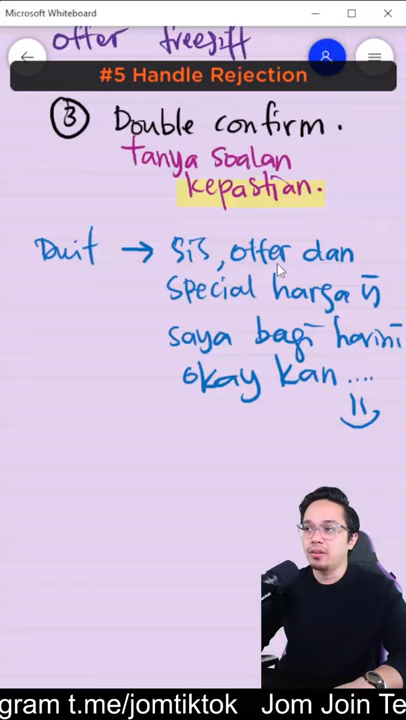 Microsoft Whiteboard
offer freegift
#5 Handle Rejection
3 Double confirm.
tanya soalan
kepastian.
Duit → sis, offer dan
special harga ni
saya bagi harini
okay kan ....
gram t.me/jomtiktok Jom Join Te